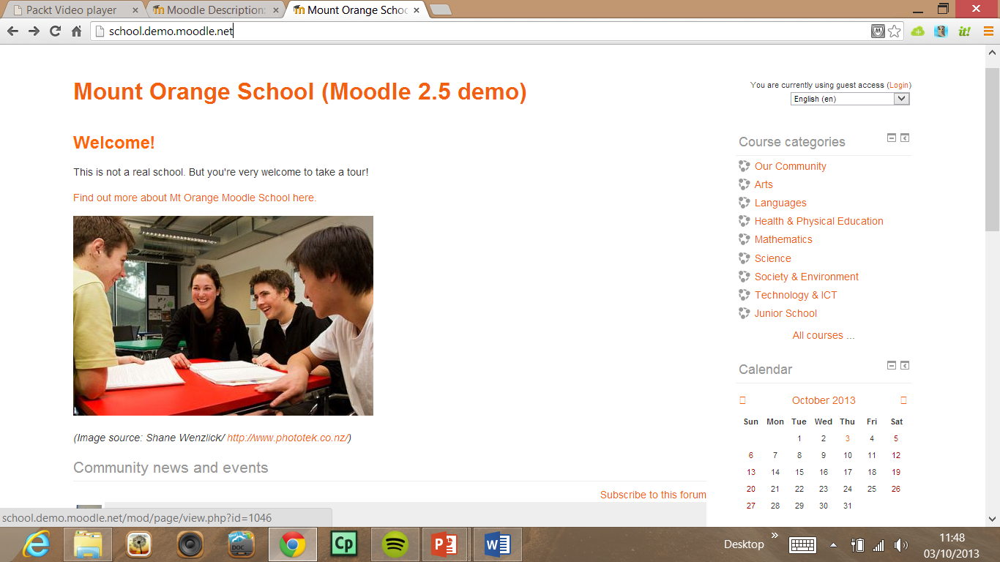 Packt Video player
Moodle Description
Mount Orange Schoo
school.demo.moodle.net
it!
Mount Orange School (Moodle 2.5 demo)
You are currently using guest access (Login)
English (en)
Welcome!
This is not a real school. But you're very welcome to take a tour!
Find out more about Mt Orange Moodle School here.
(Image source: Shane Wenzlick/ http://www.phototek.co.nz/)
Community news and events
Subscribe to this forum
Course categories
Our Community
Arts
Languages
Health & Physical Education
Mathematics
Science
Society & Environment
Technology & ICT
Junior School
All courses ...
Calendar
October 2013
Sun Mon Tue Wed Thu Fri Sat
1 2 3 4 5
6 7 8 9 10 11 12
13 14 15 16 17 18 19
20 21 22 23 24 25 26
27 28 29 30 31
school.demo.moodle.net/mod/page/view.php?id=1046
DOC
Cp
P
W
Desktop
11:48
03/10/2013